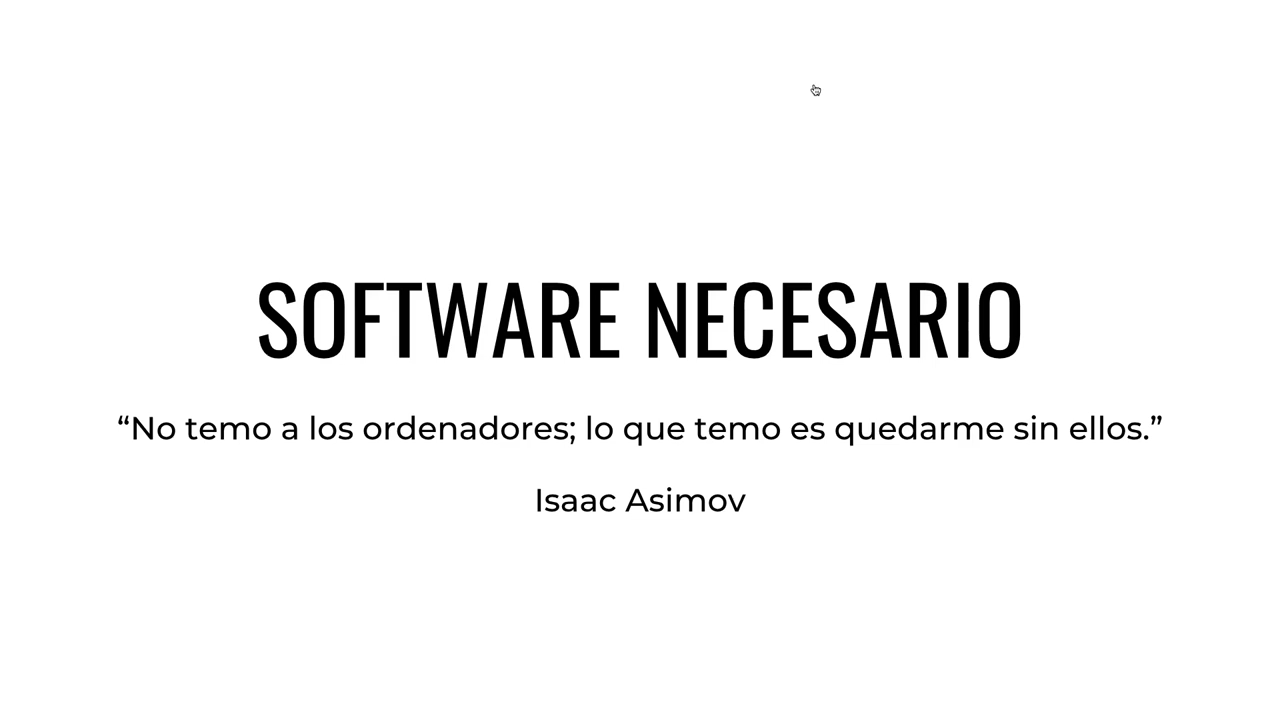 SOFTWARE NECESARIO
“No temo a los ordenadores; lo que temo es quedarme sin ellos.”
Isaac Asimov